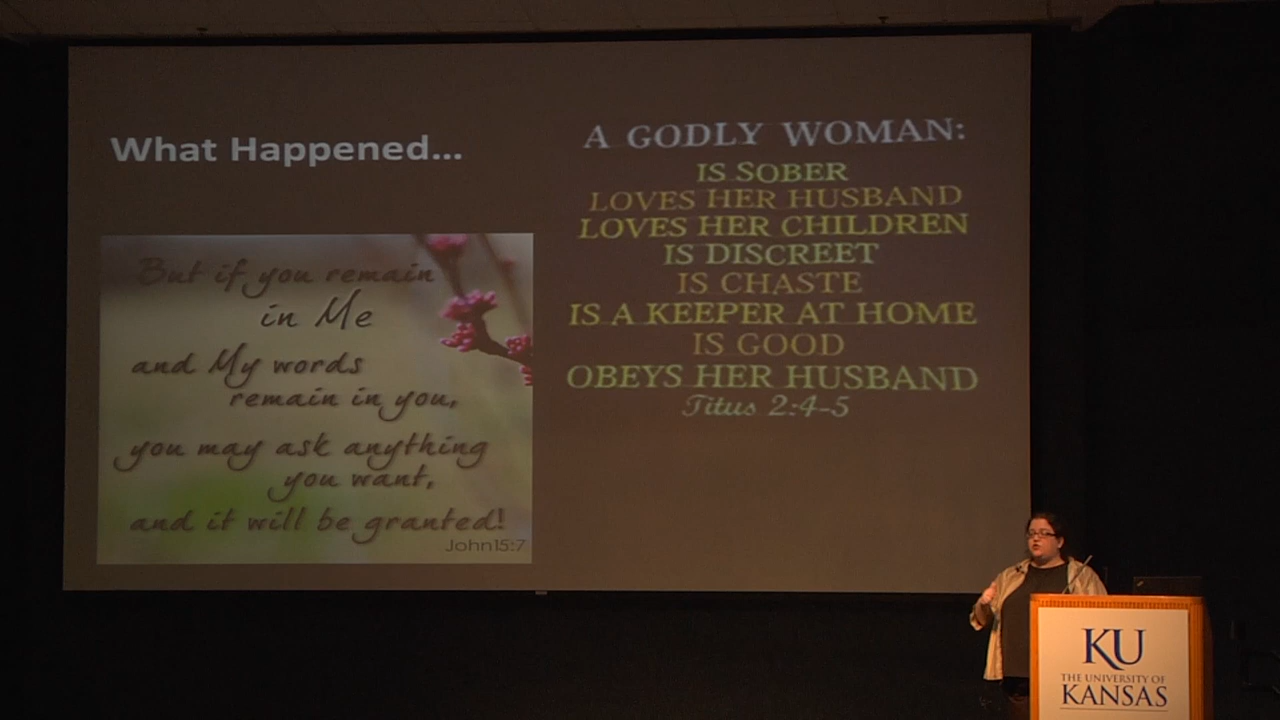 What Happened...
But if you remain
in Me
and My words
remain in you,
you may ask anything
you want,
and it will be granted!
John15:7
A GODLY WOMAN:
IS SOBER
LOVES HER HUSBAND
LOVES HER CHILDREN
IS DISCREET
IS CHASTE
IS A KEEPER AT HOME
IS GOOD
OBEYS HER HUSBAND
Titus 2:4-5
KU
THE UNIVERSITY OF
KANSAS